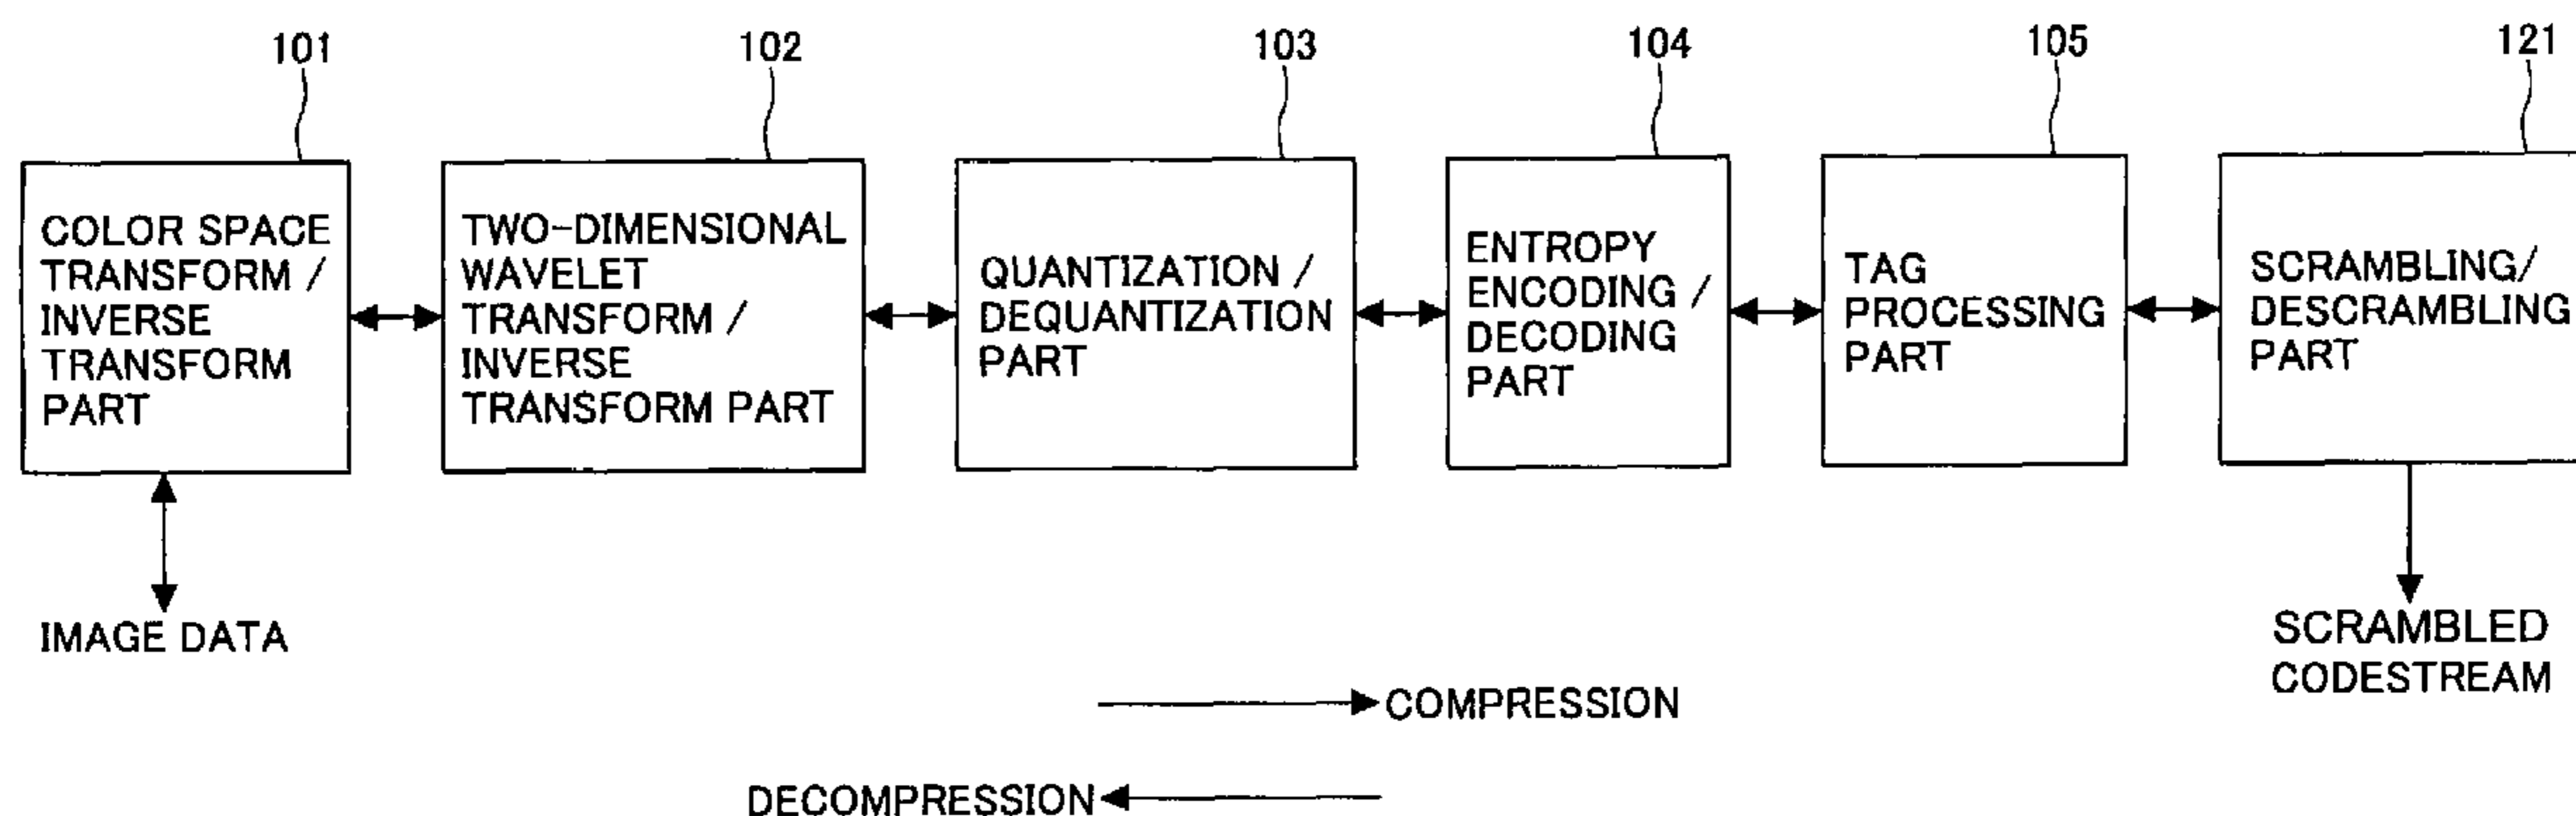 101
102
103
104
105
121
COLOR SPACE
TRANSFORM /
INVERSE
TRANSFORM
PART
TWO-DIMENSIONAL
WAVELET
TRANSFORM /
INVERSE
TRANSFORM PART
QUANTIZATION /
DEQUANTIZATION
PART
ENTROPY
ENCODING /
DECODING
PART
TAG
PROCESSING
PART
SCRAMBLING/
DESCRAMBLING
PART
IMAGE DATA
SCRAMBLED
CODESTREAM
COMPRESSION
DECOMPRESSION